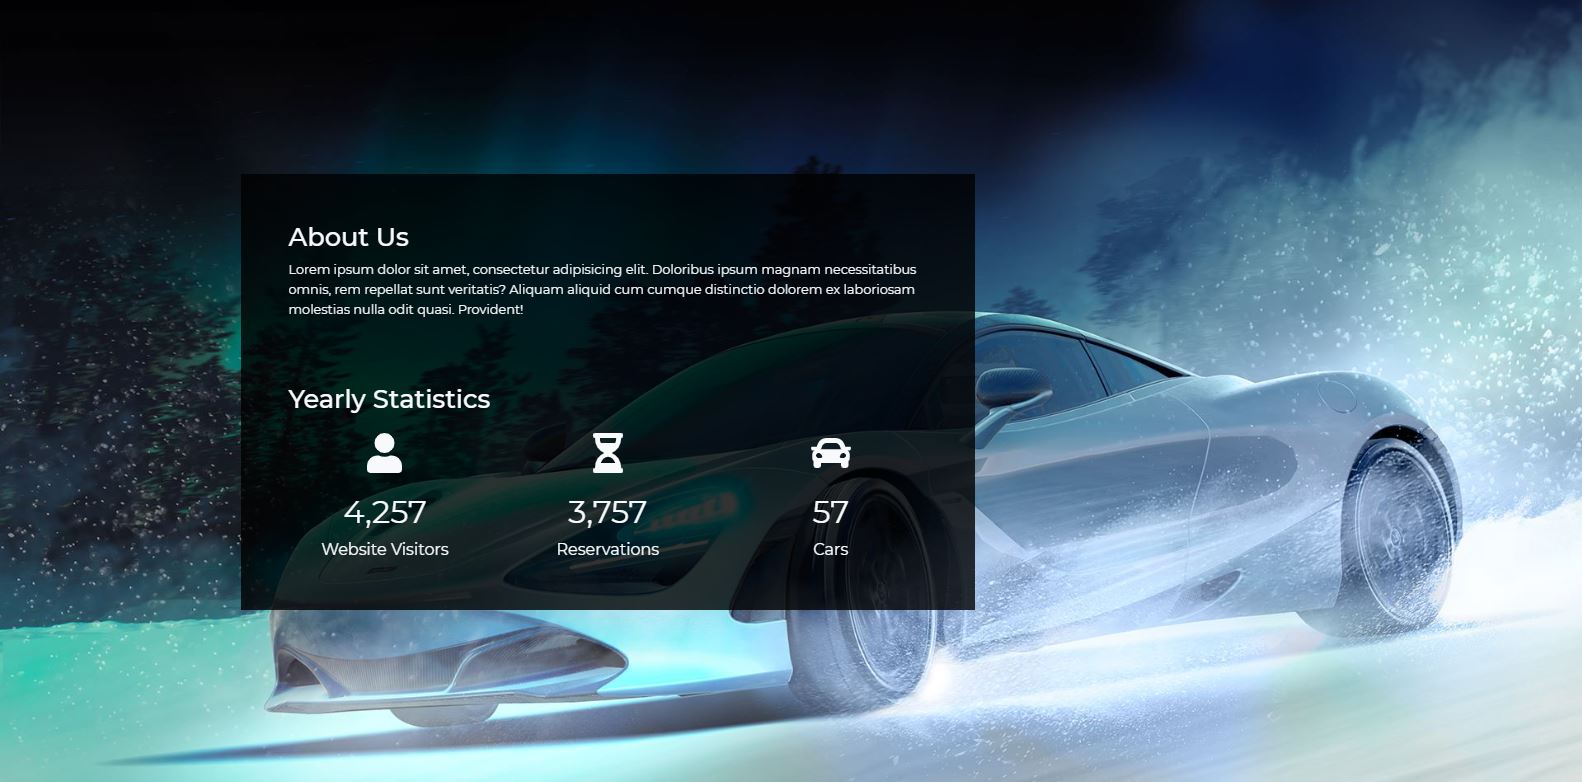 About Us
Lorem ipsum dolor sit amet, consectetur adipisicing elit. Doloribus ipsum magnam necessitatibus
omnis, rem repellat sunt veritatis? Aliquam aliquid cum cumque distinctio dolorem ex laboriosam
molestias nulla odit quasi. Provident!
Yearly Statistics
4,257 3,757 57
Website Visitors Reservations Cars